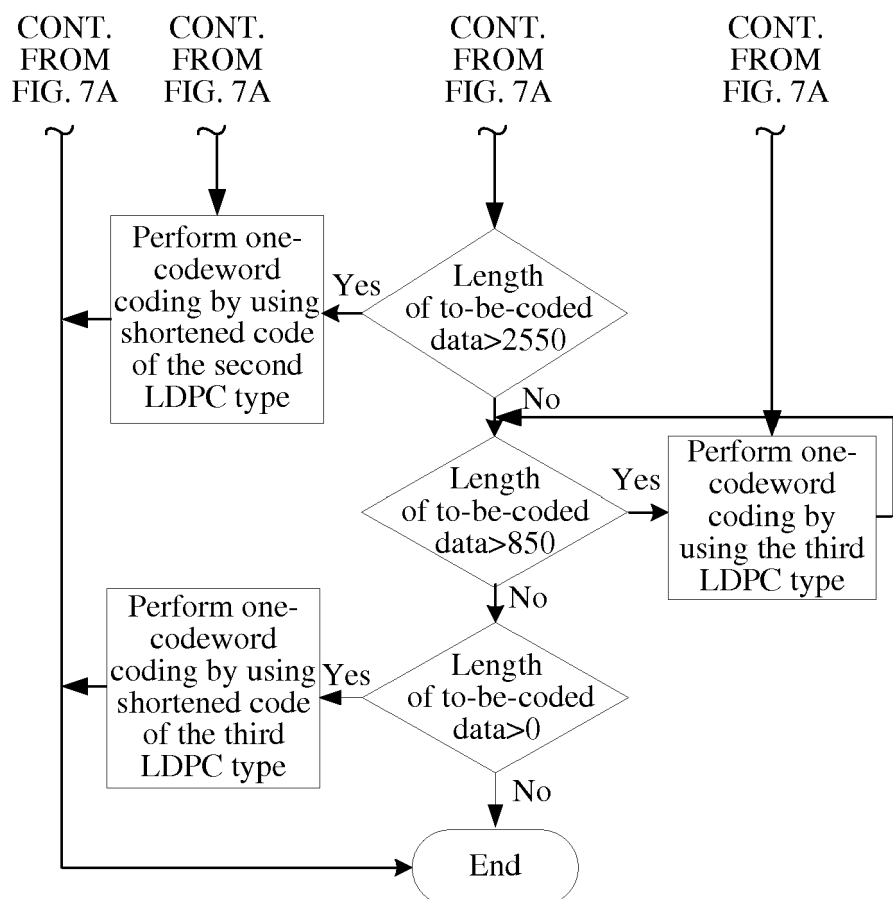 CONT.
FROM
FIG. 7A
CONT.
FROM
FIG. 7A
CONT.
FROM
FIG. 7A
CONT.
FROM
FIG. 7A
Perform one-
codeword
coding by using
shortened code
of the second
LDPC type
Yes
Length
of to-be-coded
data>2550
No
Length
of to-be-coded
data>850
Yes
Perform one-
codeword
coding by
using the third
LDPC type
No
Perform one-
codeword
coding by using
shortened code
of the third
LDPC type
Yes
Length
of to-be-coded
data>0
No
End